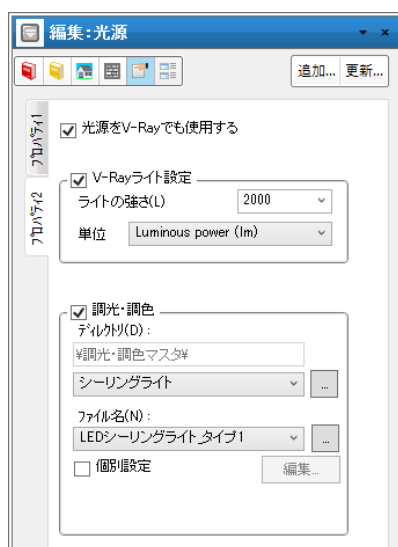 編集:光源
追加... 更新...
プロパティ1
プロパティ2
光源をV-Rayでも使用する
V-Rayライト設定
ライトの強さ(L) 2000
単位 Luminous power (lm)
調光・調色
ディレクトリ(D):
¥調光・調色マスタ¥
シーリングライト ...
ファイル名(N):
LEDシーリングライト_タイプ1 ...
個別設定 編集...